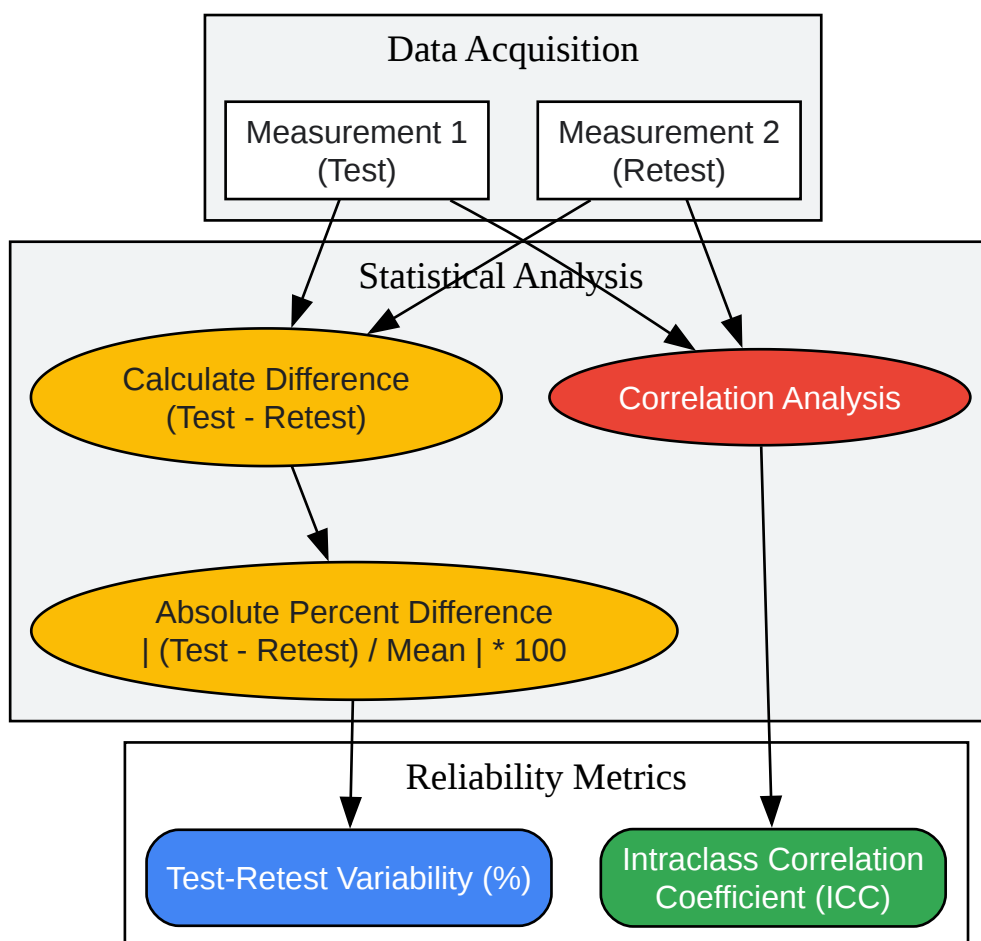 Data Acquisition
Measurement 1
(Test)
Measurement 2
(Retest)
Statistical Analysis
Calculate Difference
(Test - Retest)
Correlation Analysis
Absolute Percent Difference
| (Test - Retest) / Mean | * 100
Reliability Metrics
Test-Retest Variability (%)
Intraclass Correlation
Coefficient (ICC)